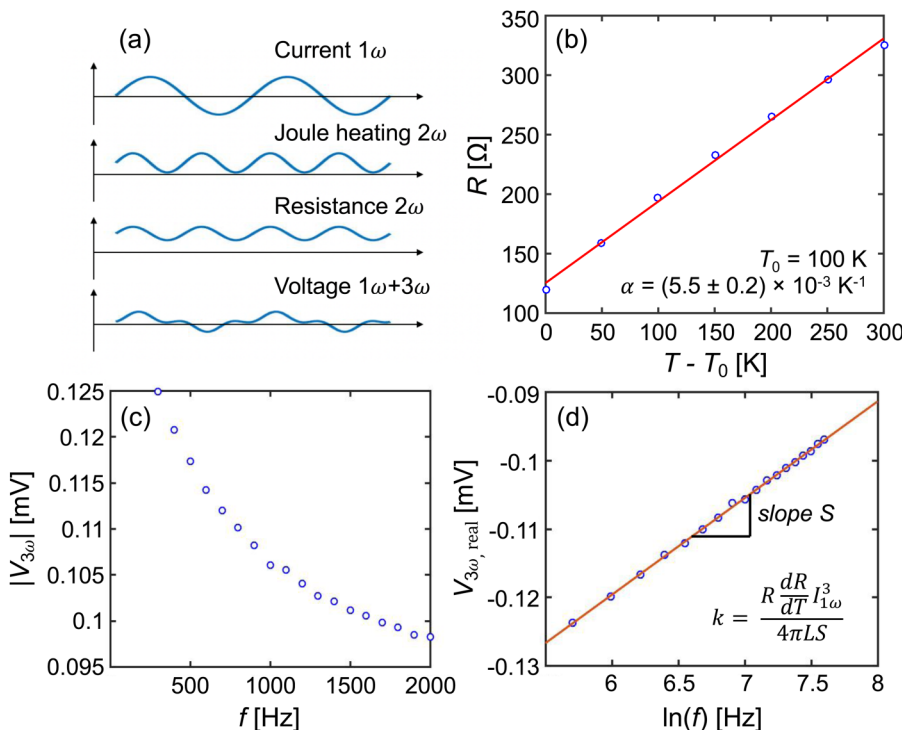 (a)
Current 1ω
Joule heating 2ω
Resistance 2ω
Voltage 1ω+3ω
(b)
R [Ω]
350
300
250
200
150
100
T₀ = 100 K
α = (5.5 ± 0.2) × 10⁻³ K⁻¹
0 50 100 150 200 250 300
T - T₀ [K]
(c)
|V₃ω| [mV]
0.125
0.12
0.115
0.11
0.105
0.1
0.095
500 1000 1500 2000
f [Hz]
(d)
V₃ω, real [mV]
-0.09
-0.1
-0.11
-0.12
-0.13
slope S
k = R dR/dT I³₁ω / 4πLS
6 6.5 7 7.5 8
ln(f) [Hz]